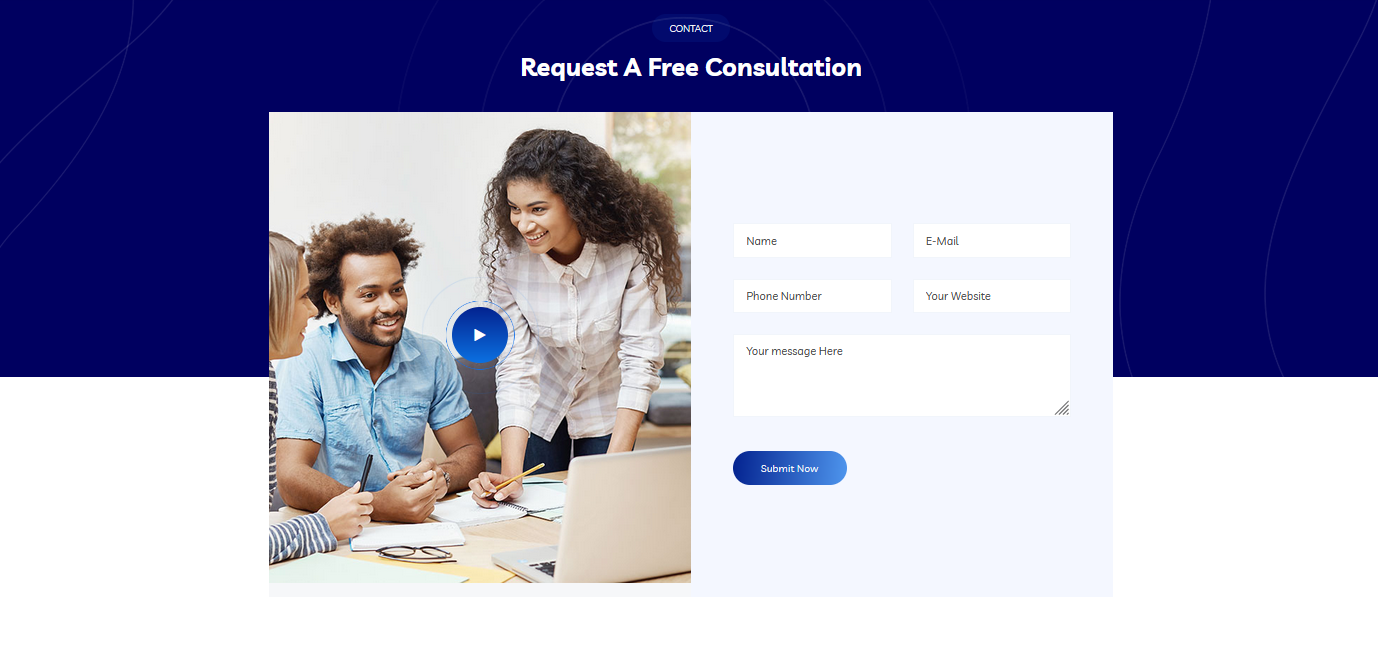 CONTACT
Request A Free Consultation
Name
E-Mail
Phone Number
Your Website
Your message Here
Submit Now